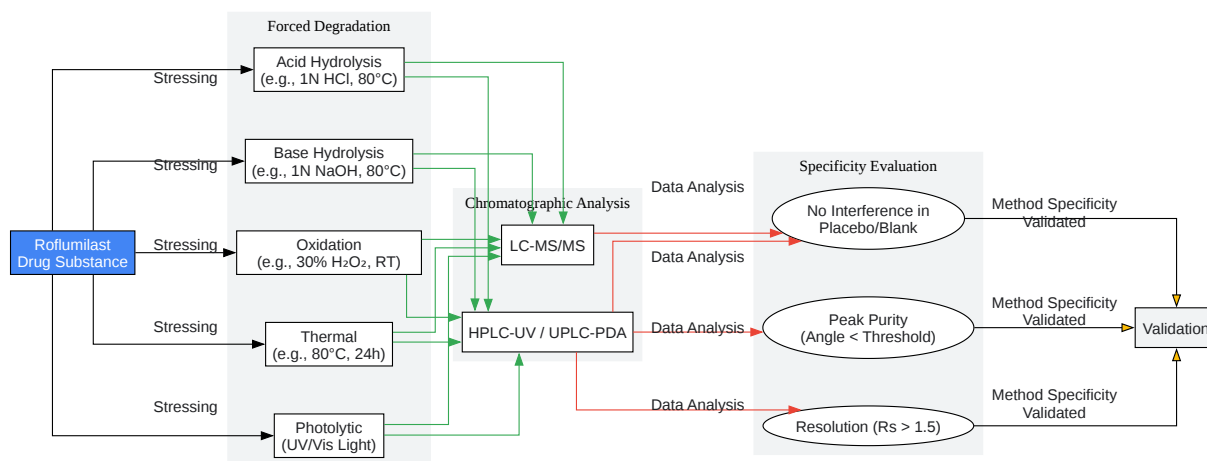 Forced Degradation
Acid Hydrolysis
(e.g., 1N HCl, 80°C)
Stressing
Base Hydrolysis
(e.g., 1N NaOH, 80°C)
Stressing
Roflumilast
Drug Substance
Stressing
Oxidation
(e.g., 30% H₂O₂, RT)
Stressing
Thermal
(e.g., 80°C, 24h)
Stressing
Photolytic
(UV/Vis Light)
Chromatographic Analysis
LC-MS/MS
HPLC-UV / UPLC-PDA
Data Analysis
Data Analysis
Data Analysis
Data Analysis
Specificity Evaluation
No Interference in
Placebo/Blank
Peak Purity
(Angle < Threshold)
Resolution (Rs > 1.5)
Method Specificity
Validated
Method Specificity
Validated
Method Specificity
Validated
Validation